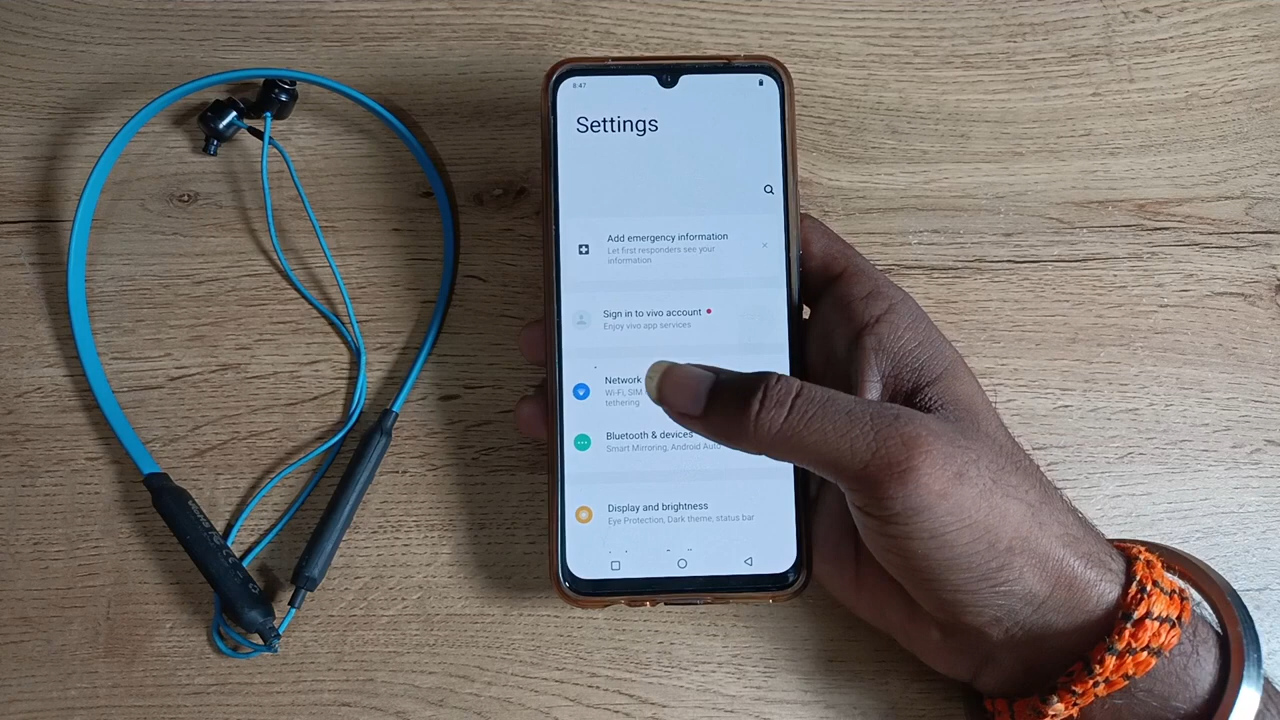 8:47
Settings
Add emergency information
Let first responders see your
information
Sign in to vivo account
Enjoy vivo app services
Network
Wi-Fi, SIM
tethering
Bluetooth & devices
Smart Mirroring, Android Auto
Display and brightness
Eye Protection, Dark theme, status bar